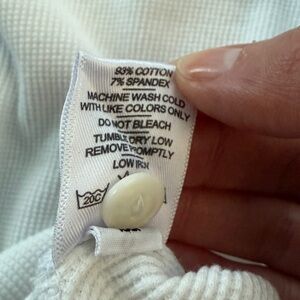 93% COTTON
7% SPANDEX
MACHINE WASH COLD
WITH LIKE COLORS ONLY
DO NOT BLEACH
TUMBLE DRY LOW
REMOVE PROMPTLY
LOW IRON
20C